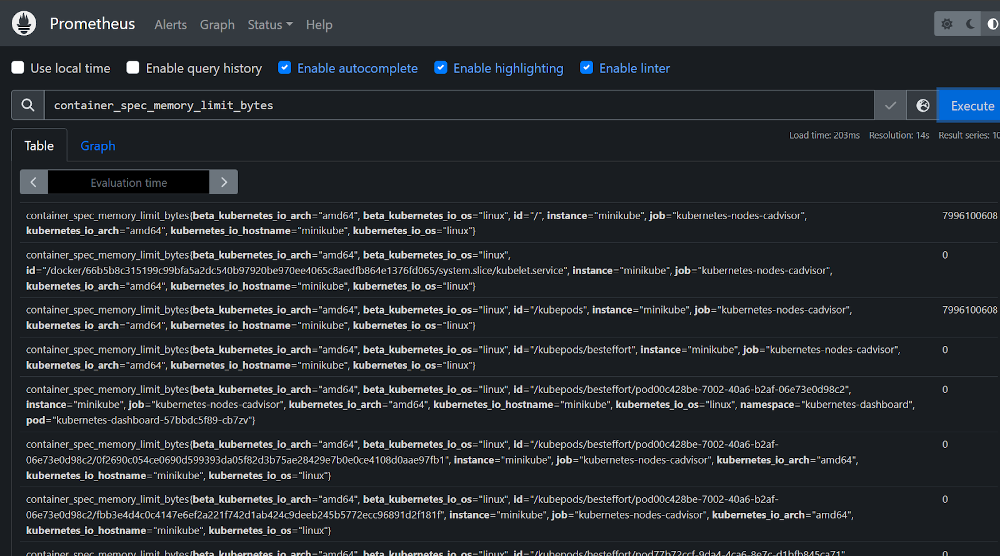 Prometheus Alerts Graph Status Help
Use local time Enable query history Enable autocomplete Enable highlighting Enable linter
container_spec_memory_limit_bytes Execute
Load time: 203ms Resolution: 14s Result series: 10
Table Graph
Evaluation time
container_spec_memory_limit_bytes{beta_kubernetes_io_arch="amd64", beta_kubernetes_io_os="linux", id="/", instance="minikube", job="kubernetes-nodes-cadvisor", 7996100608
kubernetes_io_arch="amd64", kubernetes_io_hostname="minikube", kubernetes_io_os="linux"}
container_spec_memory_limit_bytes{beta_kubernetes_io_arch="amd64", beta_kubernetes_io_os="linux", 0
id="/docker/66b5b8c315199c99bfa5a2dc540b97920be970ee4065c8aedfb864e1376fd065/system.slice/kubelet.service", instance="minikube", job="kubernetes-nodes-cadvisor",
kubernetes_io_arch="amd64", kubernetes_io_hostname="minikube", kubernetes_io_os="linux"}
container_spec_memory_limit_bytes{beta_kubernetes_io_arch="amd64", beta_kubernetes_io_os="linux", id="/kubepods", instance="minikube", job="kubernetes-nodes-cadvisor", 7996100608
kubernetes_io_arch="amd64", kubernetes_io_hostname="minikube", kubernetes_io_os="linux"}
container_spec_memory_limit_bytes{beta_kubernetes_io_arch="amd64", beta_kubernetes_io_os="linux", id="/kubepods/besteffort", instance="minikube", job="kubernetes-nodes-cadvisor", 0
kubernetes_io_arch="amd64", kubernetes_io_hostname="minikube", kubernetes_io_os="linux"}
container_spec_memory_limit_bytes{beta_kubernetes_io_arch="amd64", beta_kubernetes_io_os="linux", id="/kubepods/besteffort/pod00c428be-7002-40a6-b2af-06e73e0d98c2", 0
instance="minikube", job="kubernetes-nodes-cadvisor", kubernetes_io_arch="amd64", kubernetes_io_hostname="minikube", kubernetes_io_os="linux", namespace="kubernetes-dashboard",
pod="kubernetes-dashboard-57bbdc5f89-cb7zv"}
container_spec_memory_limit_bytes{beta_kubernetes_io_arch="amd64", beta_kubernetes_io_os="linux", id="/kubepods/besteffort/pod00c428be-7002-40a6-b2af- 0
06e73e0d98c2/0f2690c054ce0690d599393da05f82d3b75ae28429e7b0e0ce4108d0aae97fb1", instance="minikube", job="kubernetes-nodes-cadvisor", kubernetes_io_arch="amd64",
kubernetes_io_hostname="minikube", kubernetes_io_os="linux"}
container_spec_memory_limit_bytes{beta_kubernetes_io_arch="amd64", beta_kubernetes_io_os="linux", id="/kubepods/besteffort/pod00c428be-7002-40a6-b2af- 0
06e73e0d98c2/fbb3e4d4c0c4147e6ef2a221f742d1ab424c9deeb245b5772ecc96891d2f181f", instance="minikube", job="kubernetes-nodes-cadvisor", kubernetes_io_arch="amd64",
kubernetes_io_hostname="minikube", kubernetes_io_os="linux"}
container_spec_memory_limit_bytes{beta_kubernetes_io_arch="amd64", beta_kubernetes_io_os="linux", id="/kubepods/besteffort/pod77b72ccf-9da4-4ca6-8e7c-d1bfb845ca71", 0